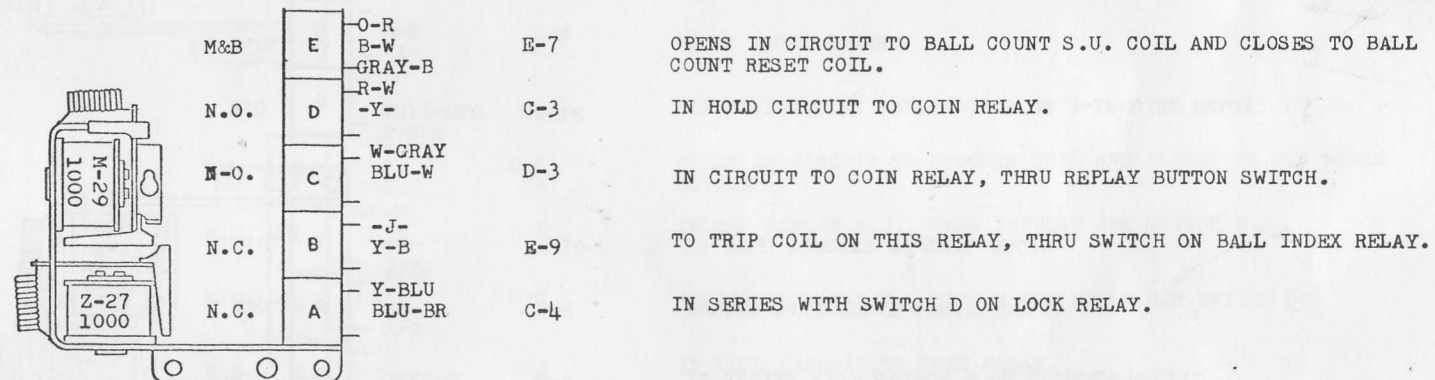 O-R
M&B E B-W E-7 OPENS IN CIRCUIT TO BALL COUNT S.U. COIL AND CLOSES TO BALL
GRAY-B COUNT RESET COIL.
R-W
N.O. D -Y- C-3 IN HOLD CIRCUIT TO COIN RELAY.
W-GRAY
N-O. C BLU-W D-3 IN CIRCUIT TO COIN RELAY, THRU REPLAY BUTTON SWITCH.
-J-
N.C. B Y-B E-9 TO TRIP COIL ON THIS RELAY, THRU SWITCH ON BALL INDEX RELAY.
Y-BLU
N.C. A BLU-BR C-4 IN SERIES WITH SWITCH D ON LOCK RELAY.
M-29
1000
Z-27
1000